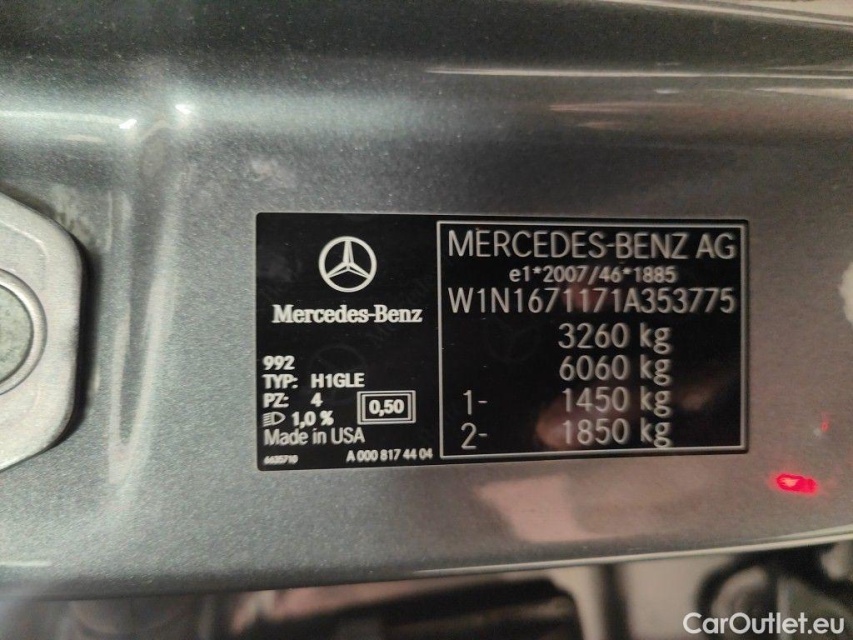 Mercedes-Benz
992
TYP: H1GLE
PZ: 4
0,50
1,0 %
Made in USA
A 000 817 44 04
MERCEDES-BENZ AG
e1*2007/46*1885
W1N1671171A353775
3260 kg
6060 kg
1- 1450 kg
2- 1850 kg
CarOutlet.eu